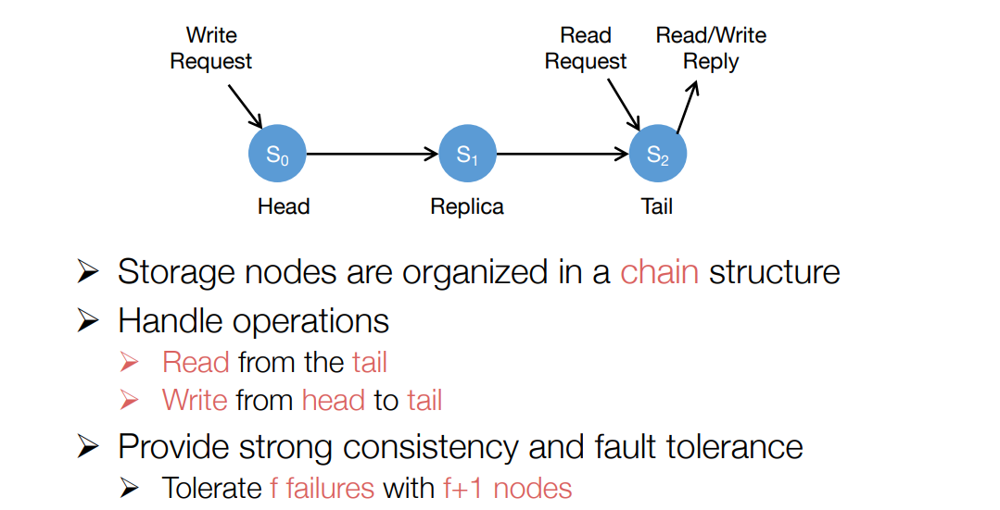 Write
Request
Read
Request
Read/Write
Reply
S₀
S₁
S₂
Head
Replica
Tail
➢ Storage nodes are organized in a chain structure
➢ Handle operations
➢ Read from the tail
➢ Write from head to tail
➢ Provide strong consistency and fault tolerance
➢ Tolerate f failures with f+1 nodes